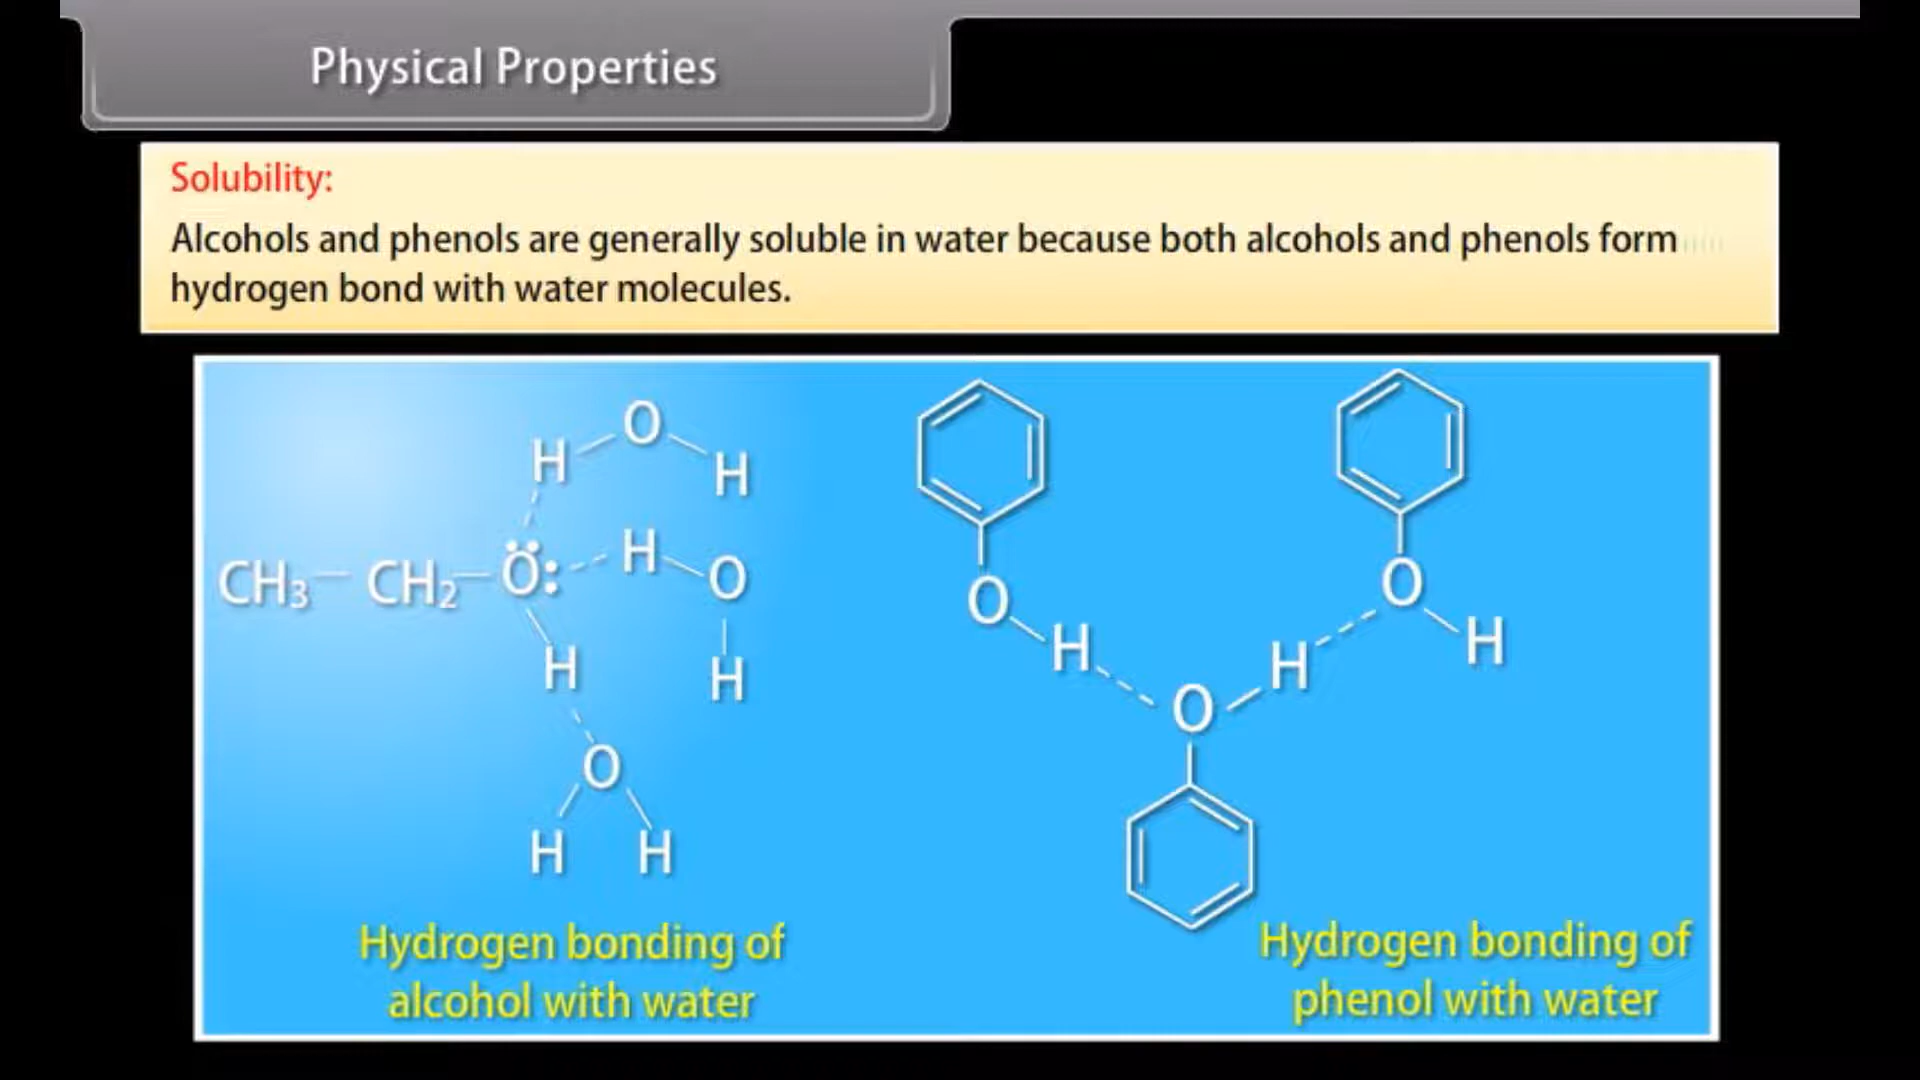 Physical Properties
Solubility:
Alcohols and phenols are generally soluble in water because both alcohols and phenols form
hydrogen bond with water molecules.
O
H H
H
CH₃ CH₂ O: O
H H
O
H H
O
H
O
H
H
O
Hydrogen bonding of
alcohol with water
Hydrogen bonding of
phenol with water